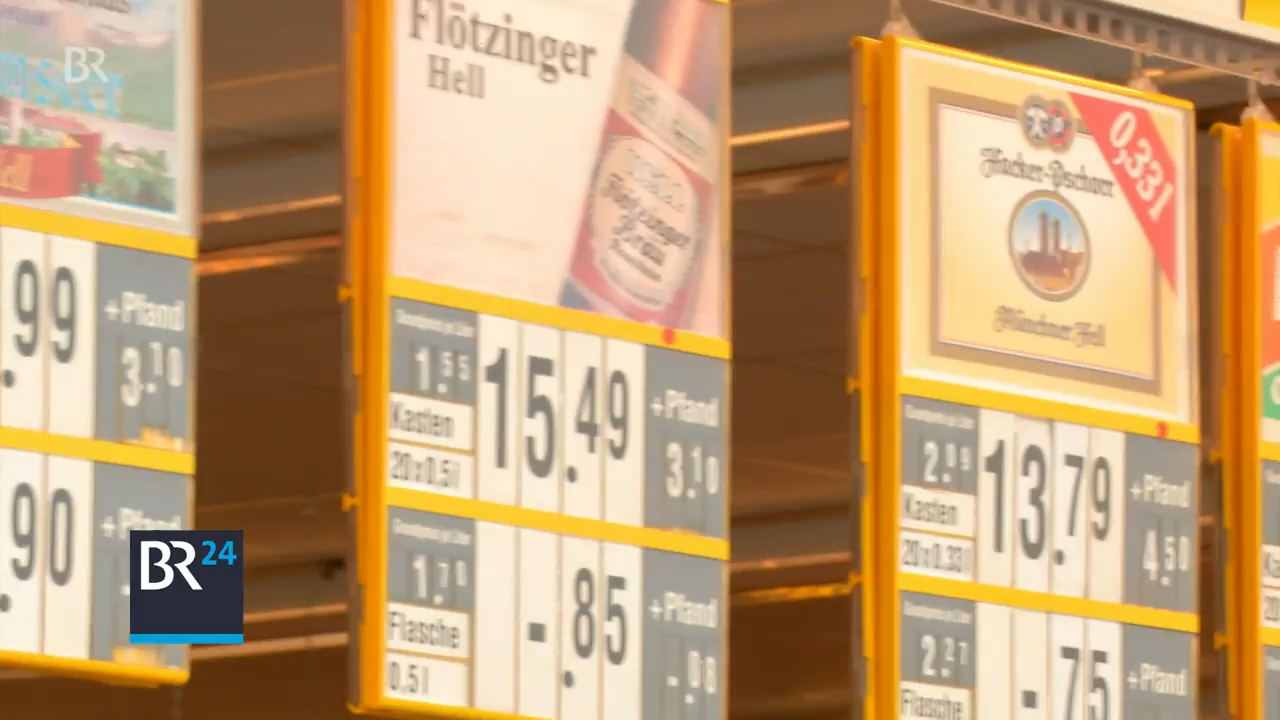 BR
.99
+Pfand
3.10
.90
+Pfand
BR24
Flötzinger
Hell
Flötzinger
Bräu
1.55
15.49
+Pfand
3.10
Kasten
20x0,5l
1.70
-.85
+Pfand
-.08
Flasche
0.5l
0,33l
Hacker-Pschorr
Münchner Hell
2.09
13.79
+Pfand
4.50
Kasten
20x0,33l
2.27
-.75
+Pfand
Flasche